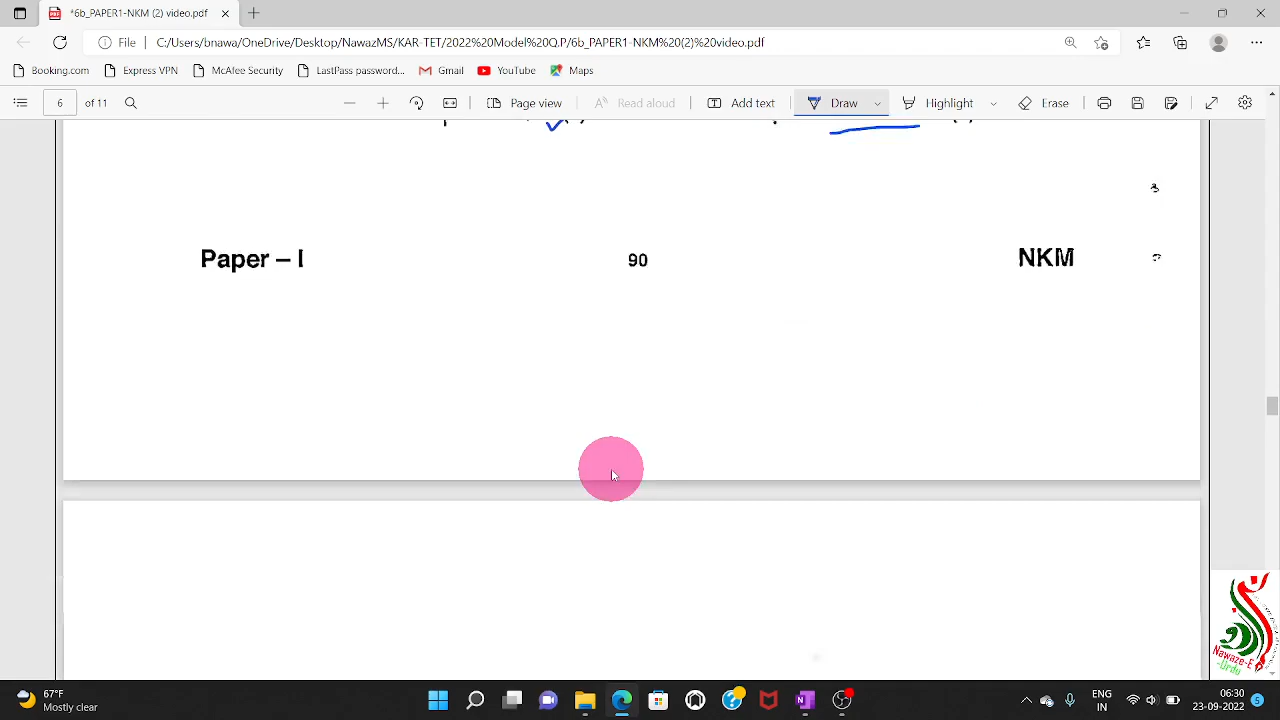 *6b_PAPER1-NKM (2) video.pdf
File C:/Users/bnawa/OneDrive/Desktop/NawazMS/KAR-TET/2022%20Model%20Q.P/6b_PAPER1-NKM%20(2)%20video.pdf
Booking.com Express VPN McAfee Security LastPass password... Gmail YouTube Maps
6 of 11 Page view Read aloud Add text Draw Highlight Erase
Paper – I 90 NKM
Nawaze-E
-Urdu
67°F
Mostly clear
ENG
IN
06:30
23-09-2022
5